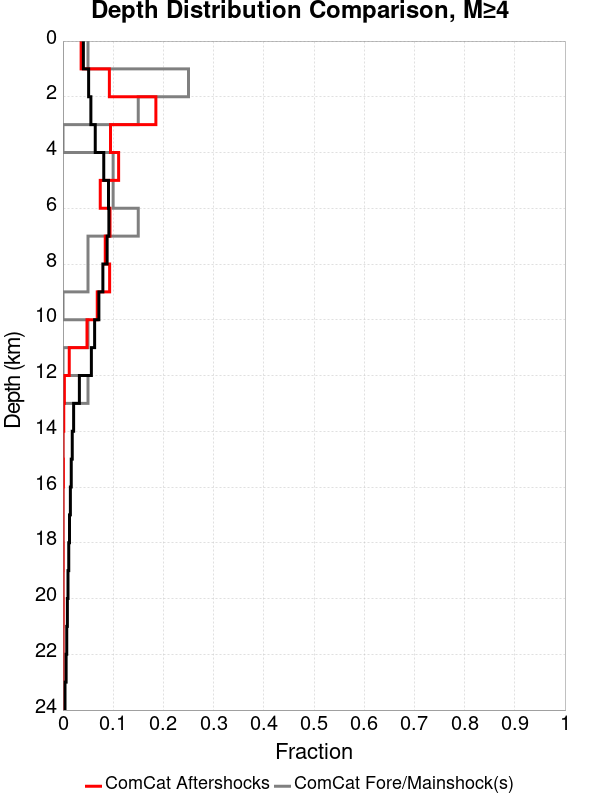 Depth Distribution Comparison, M≥4
0
2
4
6
8
10
12
14
16
18
20
22
24
Depth (km)
0 0.1 0.2 0.3 0.4 0.5 0.6 0.7 0.8 0.9 1
Fraction
ComCat Aftershocks ComCat Fore/Mainshock(s)